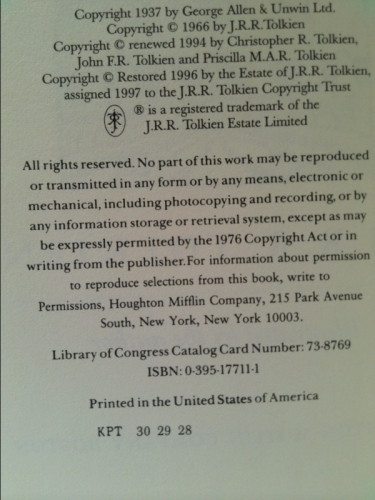 Copyright 1937 by George Allen & Unwin Ltd.
Copyright © 1966 by J.R.R.Tolkien
Copyright © renewed 1994 by Christopher R. Tolkien,
John F.R. Tolkien and Priscilla M.A.R. Tolkien
Copyright © Restored 1996 by the Estate of J.R.R. Tolkien,
assigned 1997 to the J.R.R. Tolkien Copyright Trust
® is a registered trademark of the
J.R.R. Tolkien Estate Limited
All rights reserved. No part of this work may be reproduced
or transmitted in any form or by any means, electronic or
mechanical, including photocopying and recording, or by
any information storage or retrieval system, except as may
be expressly permitted by the 1976 Copyright Act or in
writing from the publisher.For information about permission
to reproduce selections from this book, write to
Permissions, Houghton Mifflin Company, 215 Park Avenue
South, New York, New York 10003.
Library of Congress Catalog Card Number: 73-8769
ISBN: 0-395-17711-1
Printed in the United States of America
KPT 30 29 28